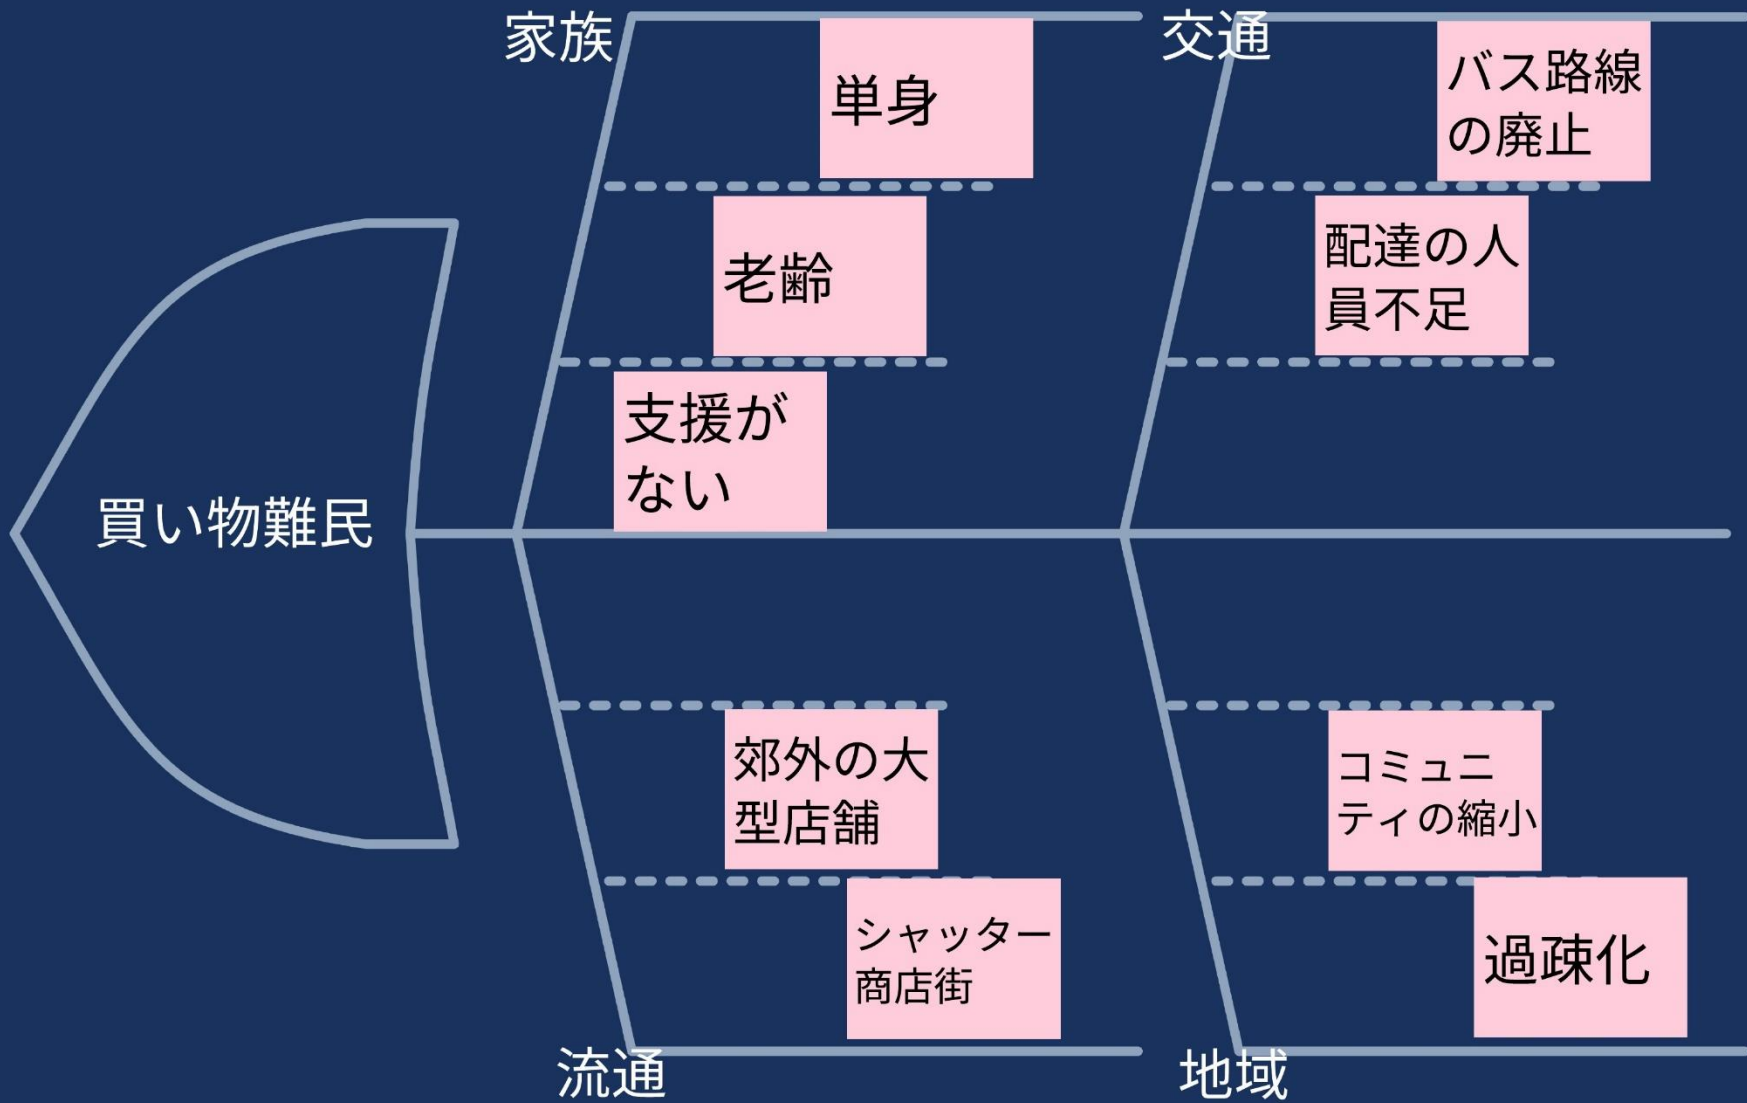 家族
単身
老齢
支援が
ない
交通
バス路線
の廃止
配達の人
員不足
買い物難民
郊外の大
型店舗
シャッター
商店街
流通
コミュニ
ティの縮小
過疎化
地域